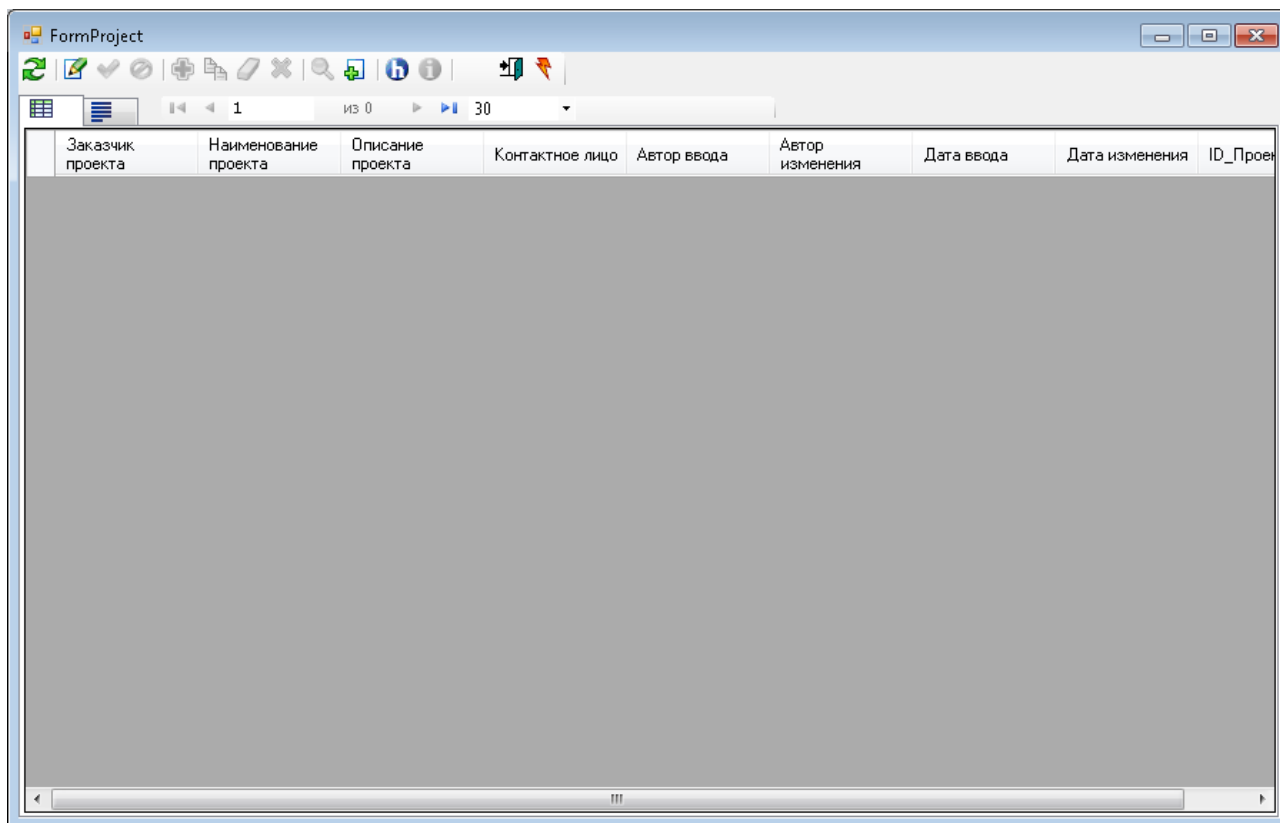 FormProject
1 из 0 30
Заказчик проекта Наименование проекта Описание проекта Контактное лицо Автор ввода Автор изменения Дата ввода Дата изменения ID_Проек